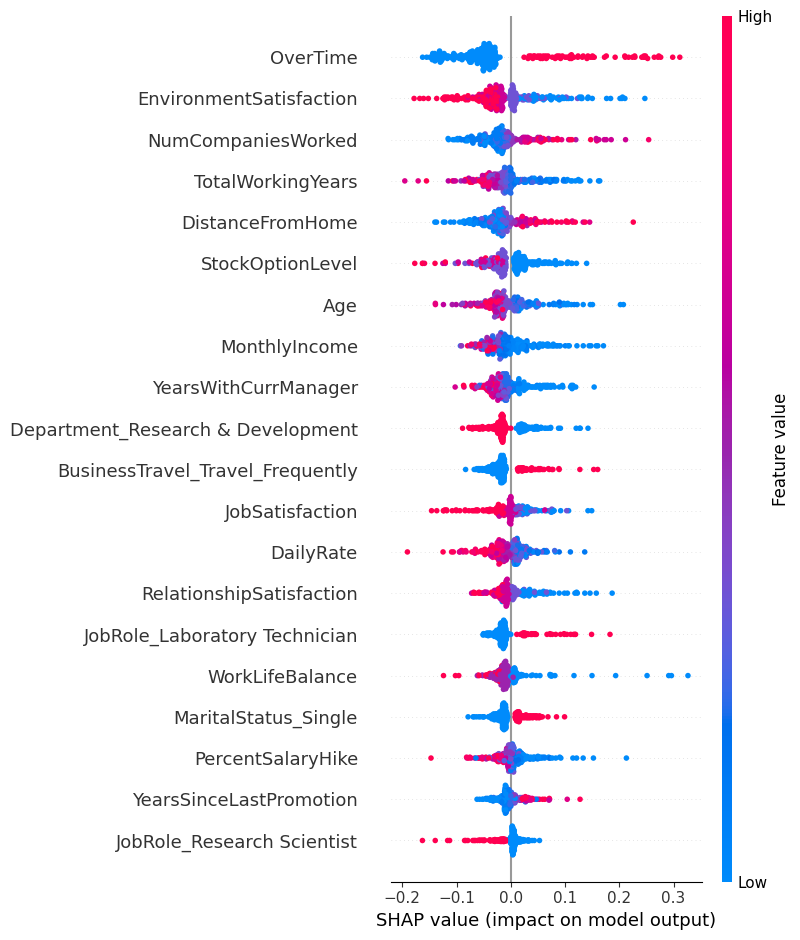 High
OverTime
EnvironmentSatisfaction
NumCompaniesWorked
TotalWorkingYears
DistanceFromHome
StockOptionLevel
Age
MonthlyIncome
YearsWithCurrManager
Department_Research & Development
BusinessTravel_Travel_Frequently
JobSatisfaction
DailyRate
RelationshipSatisfaction
JobRole_Laboratory Technician
WorkLifeBalance
MaritalStatus_Single
PercentSalaryHike
YearsSinceLastPromotion
JobRole_Research Scientist
Feature value
Low
−0.2 −0.1 0.0 0.1 0.2 0.3
SHAP value (impact on model output)